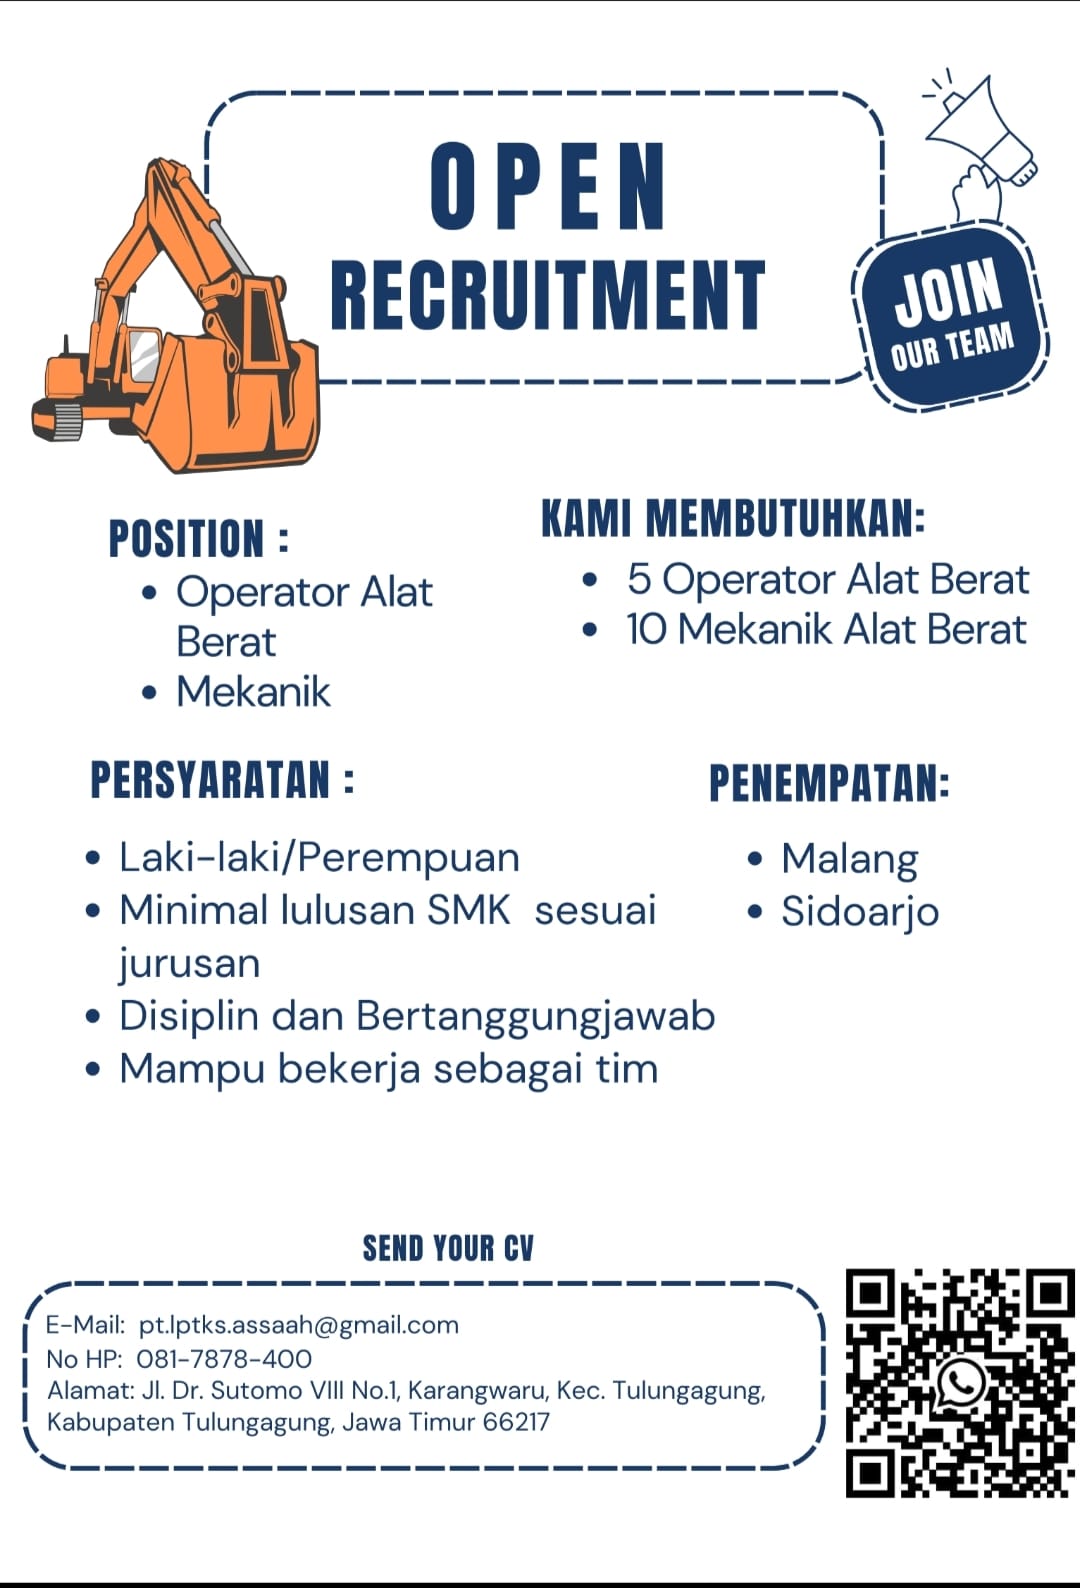 OPEN
RECRUITMENT
JOIN
OUR TEAM
POSITION :
• Operator Alat
Berat
• Mekanik
KAMI MEMBUTUHKAN:
• 5 Operator Alat Berat
• 10 Mekanik Alat Berat
PERSYARATAN :
• Laki-laki/Perempuan
• Minimal lulusan SMK sesuai
jurusan
• Disiplin dan Bertanggungjawab
• Mampu bekerja sebagai tim
PENEMPATAN:
• Malang
• Sidoarjo
SEND YOUR CV
E-Mail: pt.lptks.assaah@gmail.com
No HP: 081-7878-400
Alamat: Jl. Dr. Sutomo VIII No.1, Karangwaru, Kec. Tulungagung,
Kabupaten Tulungagung, Jawa Timur 66217